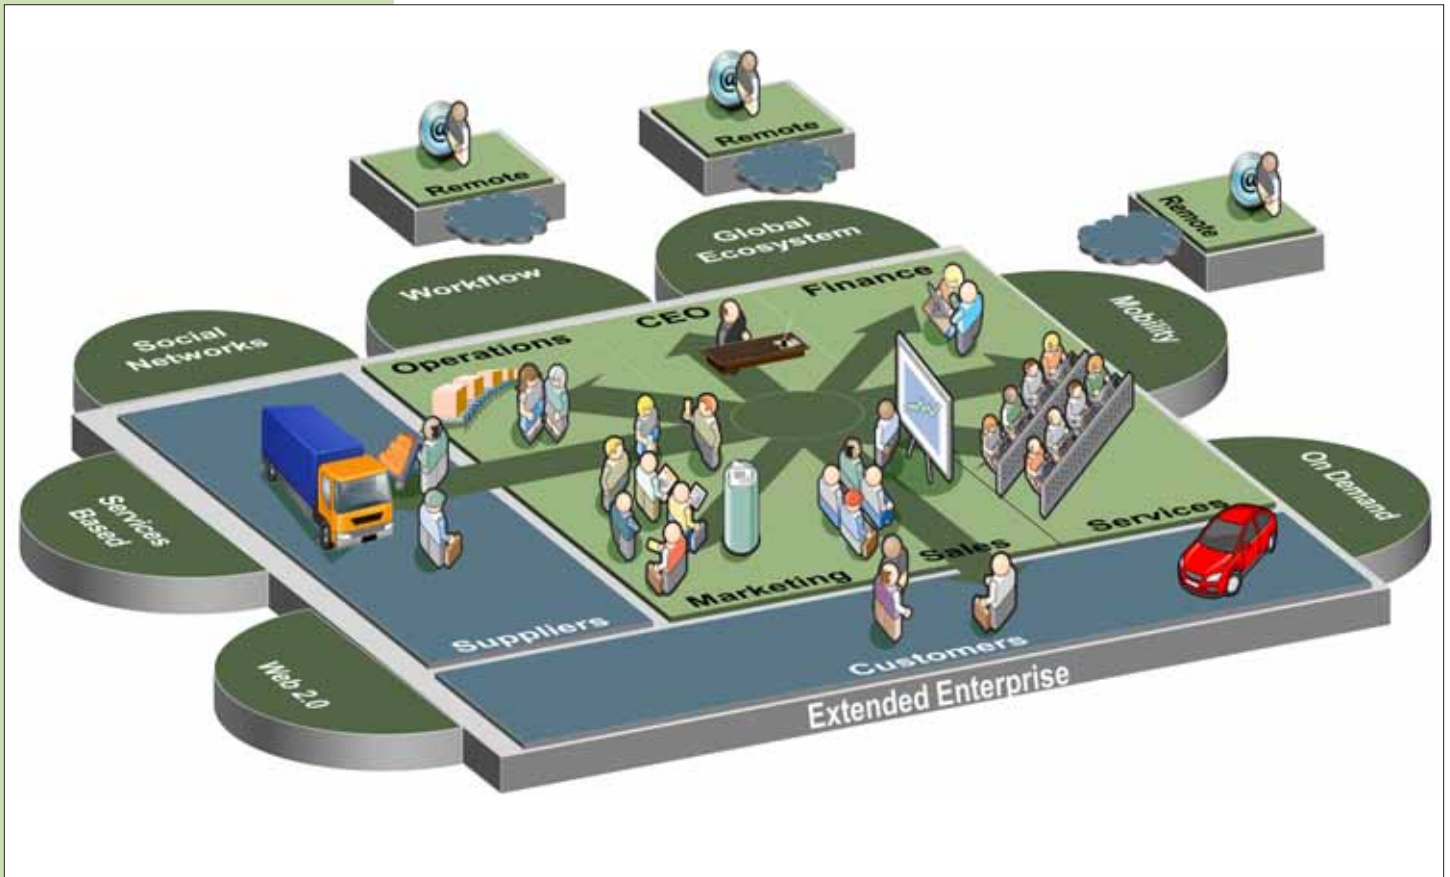 Remote
Remote
Remote
Global
Ecosystem
Workflow
Social
Networks
Mobility
Finance
CEO
Operations
On Demand
Services
Based
Services
Sales
Marketing
Suppliers
Customers
Web 2.0
Extended Enterprise